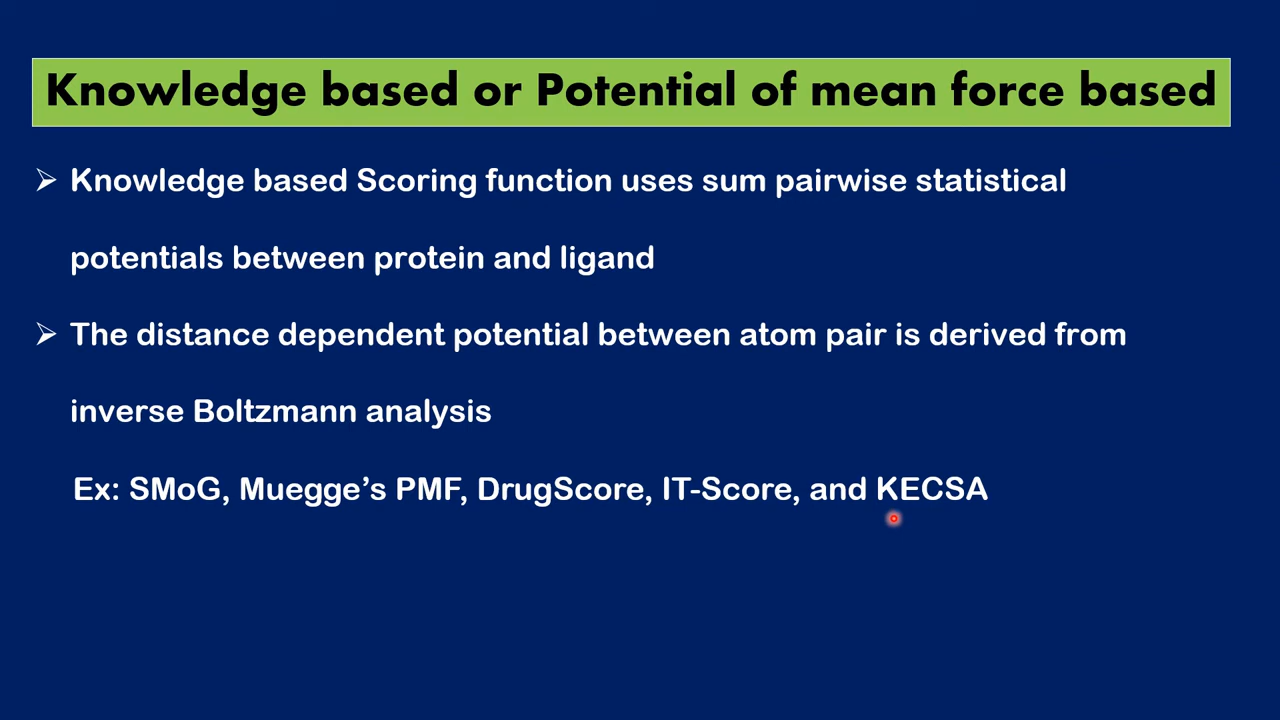 Knowledge based or Potential of mean force based
➢ Knowledge based Scoring function uses sum pairwise statistical
potentials between protein and ligand
➢ The distance dependent potential between atom pair is derived from
inverse Boltzmann analysis
Ex: SMoG, Muegge’s PMF, DrugScore, IT-Score, and KECSA